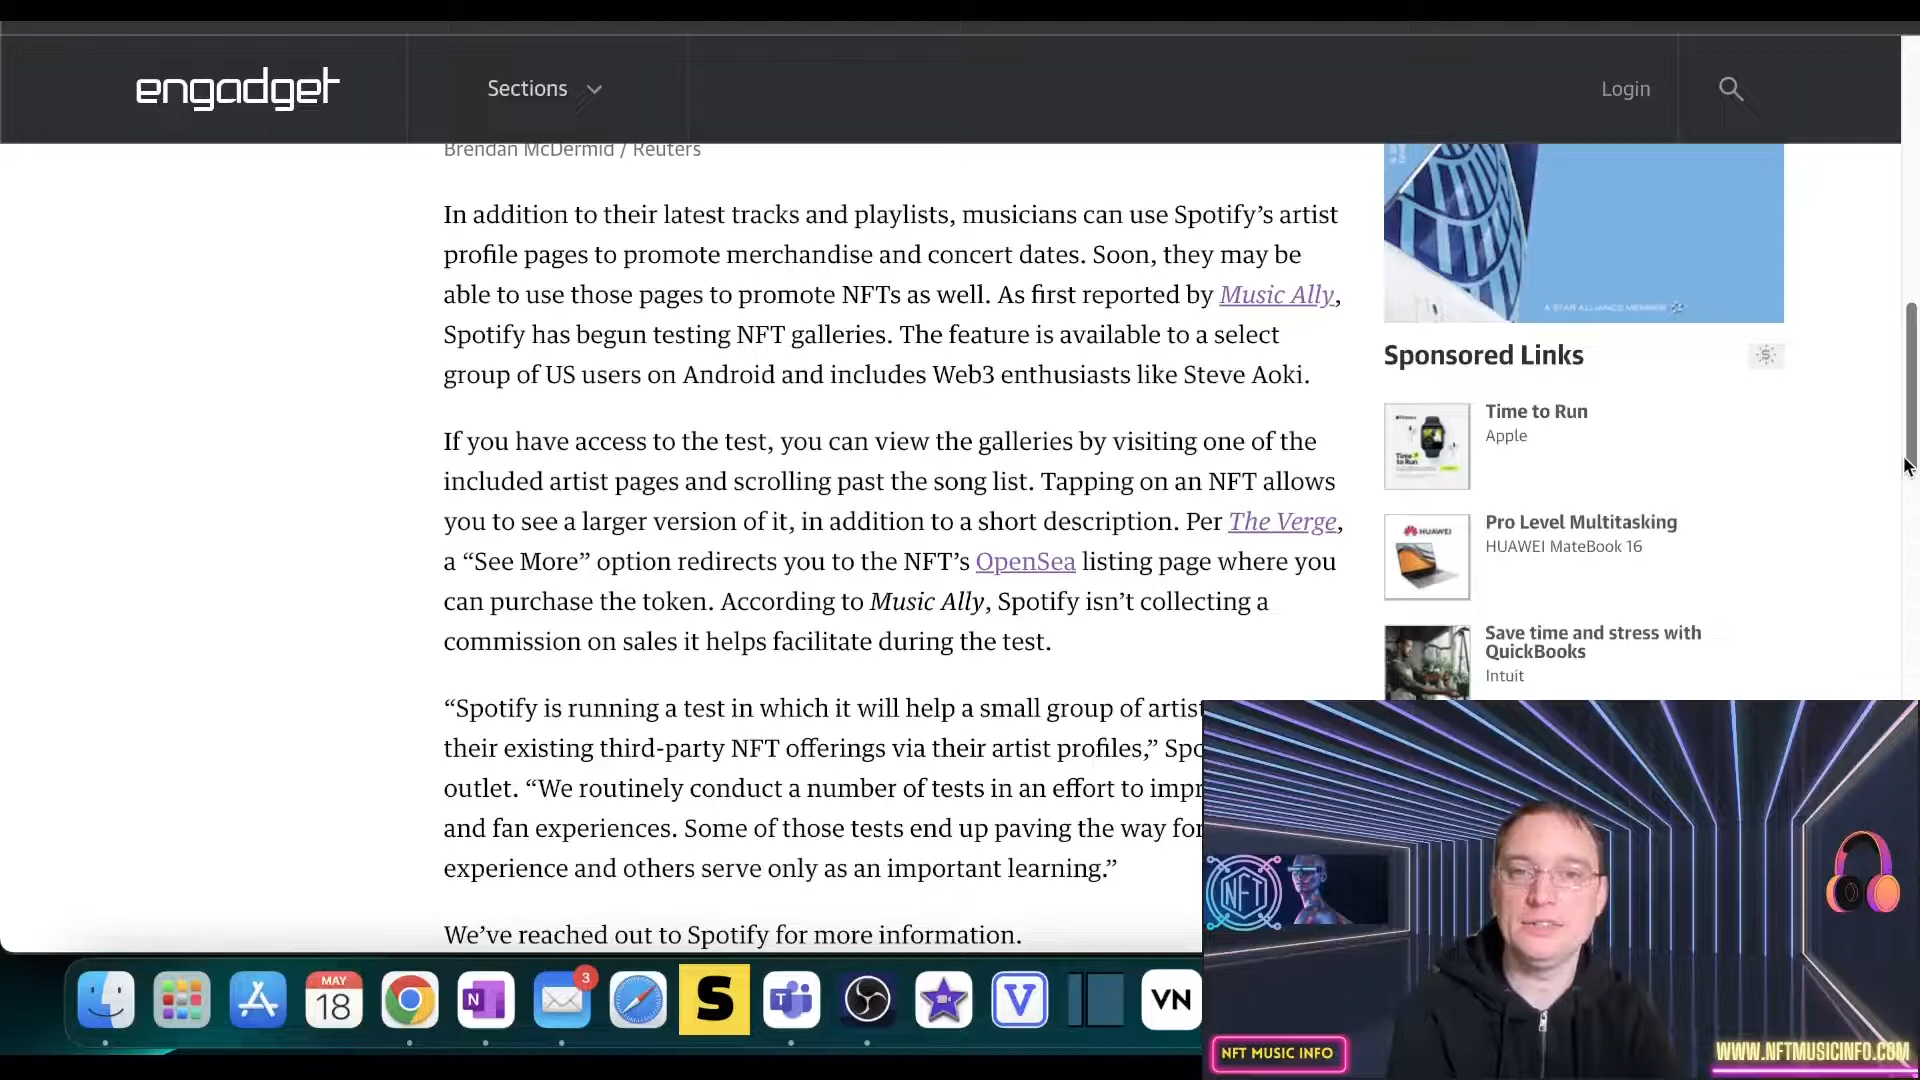 engadget
Sections
Login
Brendan McDermid / Reuters
In addition to their latest tracks and playlists, musicians can use Spotify’s artist
profile pages to promote merchandise and concert dates. Soon, they may be
able to use those pages to promote NFTs as well. As first reported by Music Ally,
Spotify has begun testing NFT galleries. The feature is available to a select
group of US users on Android and includes Web3 enthusiasts like Steve Aoki.
If you have access to the test, you can view the galleries by visiting one of the
included artist pages and scrolling past the song list. Tapping on an NFT allows
you to see a larger version of it, in addition to a short description. Per The Verge,
a “See More” option redirects you to the NFT’s OpenSea listing page where you
can purchase the token. According to Music Ally, Spotify isn’t collecting a
commission on sales it helps facilitate during the test.
“Spotify is running a test in which it will help a small group of artist
their existing third-party NFT offerings via their artist profiles,” Spo
outlet. “We routinely conduct a number of tests in an effort to impr
and fan experiences. Some of those tests end up paving the way for
experience and others serve only as an important learning.”
We’ve reached out to Spotify for more information.
A STAR ALLIANCE MEMBER
Sponsored Links
Time to Run
Apple
HUAWEI
Pro Level Multitasking
HUAWEI MateBook 16
Save time and stress with
QuickBooks
Intuit
NFT
NFT MUSIC INFO
WWW.NFTMUSICINFO.COM
MAY
18
N
3
S
T
V
VN